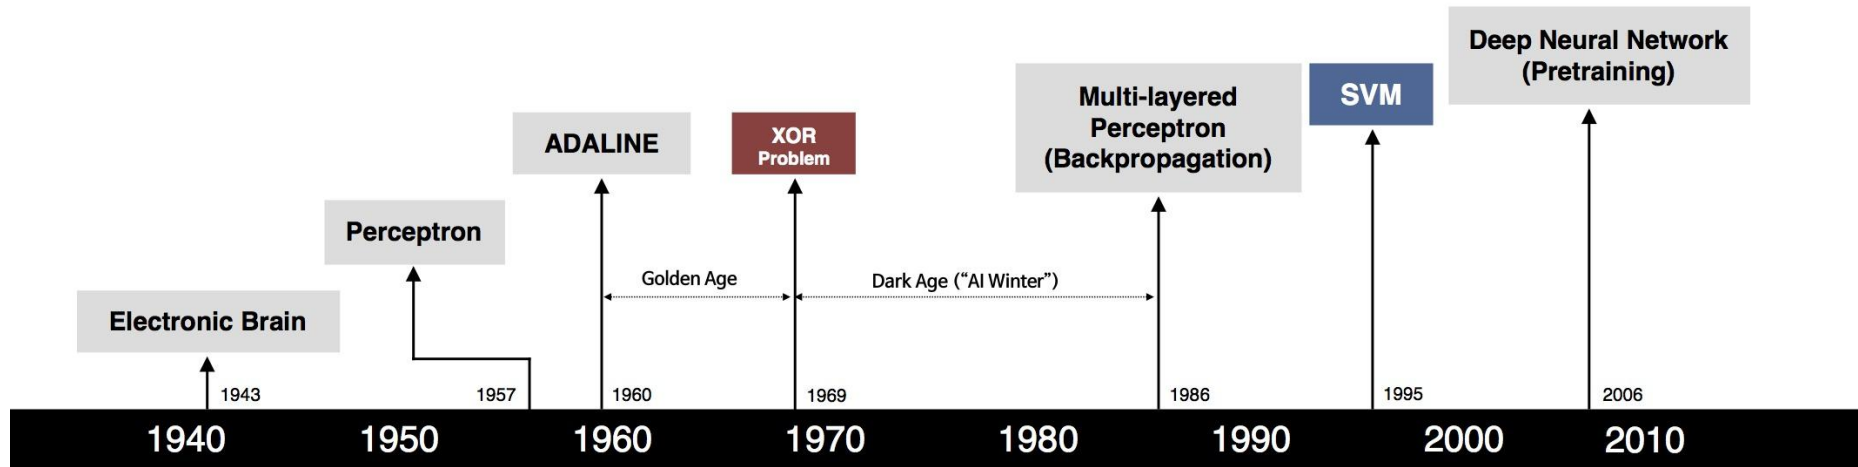 Deep Neural Network
(Pretraining)
Multi-layered
Perceptron
(Backpropagation)
SVM
ADALINE
XOR
Problem
Perceptron
Golden Age
Dark Age (“AI Winter”)
Electronic Brain
1943
1957
1960
1969
1986
1995
2006
1940
1950
1960
1970
1980
1990
2000
2010